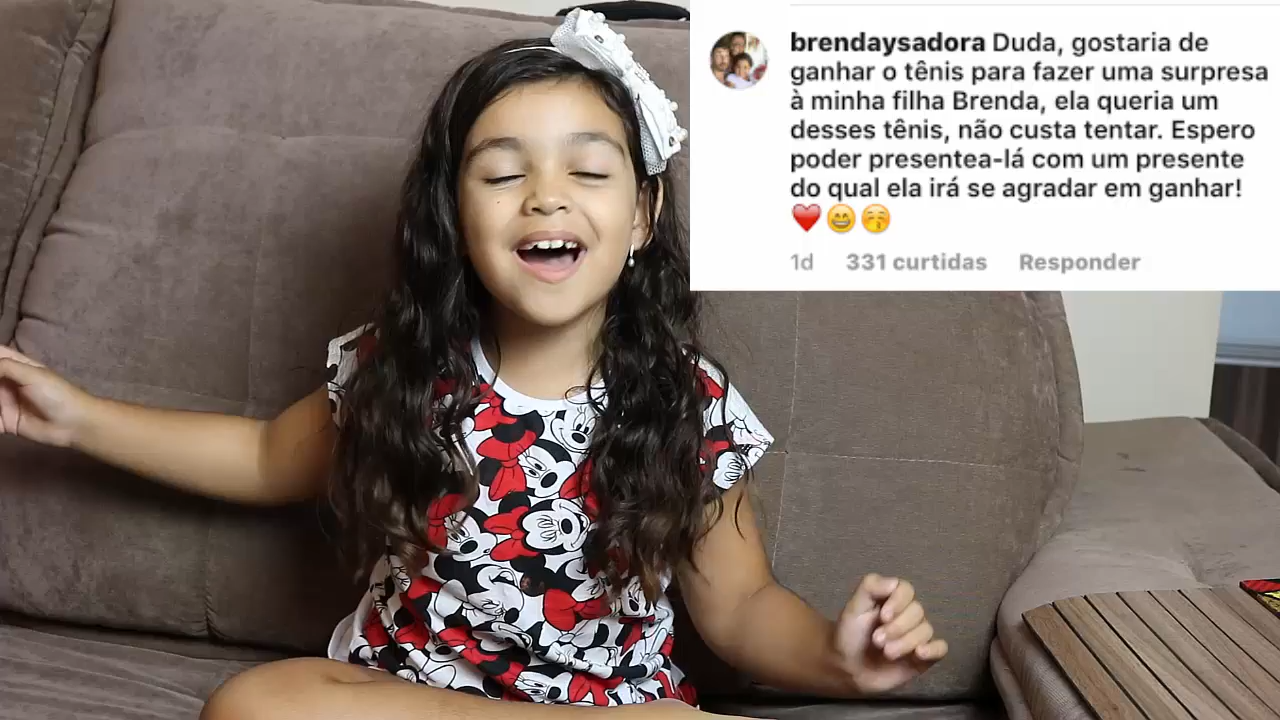 brendaysadora Duda, gostaria de
ganhar o tênis para fazer uma surpresa
à minha filha Brenda, ela queria um
desses tênis, não custa tentar. Espero
poder presentea-lá com um presente
do qual ela irá se agradar em ganhar!
❤️😄😚
1d 331 curtidas Responder